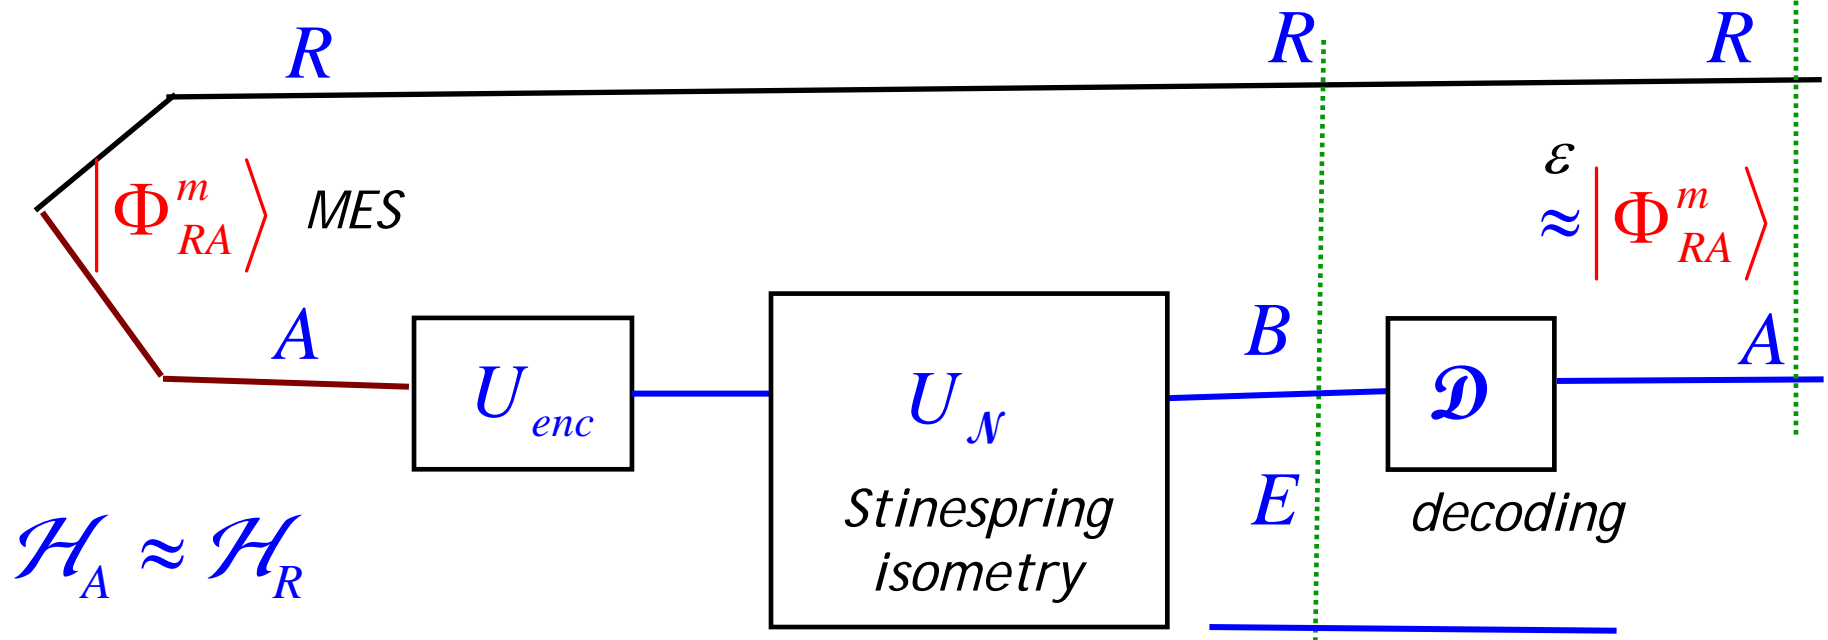 R R R
|Φ^m_RA⟩ MES
ε
≈ |Φ^m_RA⟩
A B A
U_enc U_𝒩 𝒟
E
Stinespring decoding
isometry
ℋ_A ≈ ℋ_R